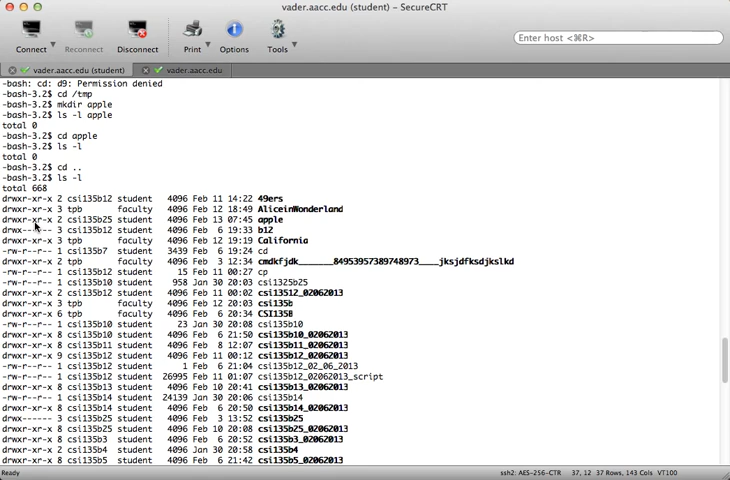 vader.aacc.edu (student) – SecureCRT
Connect Reconnect Disconnect Print Options Tools Enter host <⌘R>
vader.aacc.edu (student) vader.aacc.edu
-bash: cd: d9: Permission denied
-bash-3.2$ cd /tmp
-bash-3.2$ mkdir apple
-bash-3.2$ ls -l apple
total 0
-bash-3.2$ cd apple
-bash-3.2$ ls -l
total 0
-bash-3.2$ cd ..
-bash-3.2$ ls -l
total 668
drwxr-xr-x 2 csi135b12 student 4096 Feb 11 14:22 49ers
drwxr-xr-x 3 tpb faculty 4096 Feb 12 18:49 AliceinWonderland
drwxr-xr-x 2 csi135b25 student 4096 Feb 13 07:45 apple
drwx------ 3 csi135b12 student 4096 Feb 6 19:33 b12
drwxr-xr-x 3 tpb faculty 4096 Feb 12 19:19 California
-rw-r--r-- 1 csi135b7 student 3439 Feb 6 19:24 cd
drwxr-xr-x 2 tpb faculty 4096 Feb 3 12:34 cmdkfjdk_______84953957389748973____jksjdfksdjkslkd
-rw-r--r-- 1 csi135b12 student 15 Feb 11 00:27 cp
-rw-r--r-- 1 csi135b10 student 958 Jan 30 20:03 csi1325b25
drwxr-xr-x 2 csi135b12 student 4096 Feb 6 21:00 csi13512_02062013
drwxr-xr-x 3 tpb faculty 4096 Feb 12 20:03 csi135b
drwxr-xr-x 6 tpb faculty 4096 Feb 6 20:34 CSI135B
-rw-r--r-- 1 csi135b10 student 23 Jan 30 20:08 csi135b10
drwxr-xr-x 8 csi135b10 student 4096 Feb 6 21:50 csi135b10_02062013
drwxr-xr-x 8 csi135b11 student 4096 Feb 8 12:07 csi135b11_02062013
drwxr-xr-x 9 csi135b12 student 4096 Feb 11 00:12 csi135b12_02062013
-rw-r--r-- 1 csi135b12 student 1 Feb 6 21:04 csi135b12_02_06_2013
-rw-r--r-- 1 csi135b12 student 26995 Feb 11 01:07 csi135b12_02062013_script
drwxr-xr-x 8 csi135b13 student 4096 Feb 10 20:41 csi135b13_02062013
-rw-r--r-- 1 csi135b14 student 24139 Jan 30 20:06 csi135b14
drwxr-xr-x 8 csi135b14 student 4096 Feb 6 20:50 csi135b14_02062013
drwx------ 3 csi135b25 student 4096 Feb 3 13:52 csi135b25
drwxr-xr-x 8 csi135b25 student 4096 Feb 10 20:08 csi135b25_02062013
drwxr-xr-x 8 csi135b3 student 4096 Feb 6 20:52 csi135b3_02062013
drwxr-xr-x 2 csi135b4 student 4096 Jan 30 20:58 csi135b4
drwxr-xr-x 8 csi135b5 student 4096 Feb 6 21:42 csi135b5_02062013
Ready ssh2: AES-256-CTR 37, 12 37 Rows, 143 Cols VT100